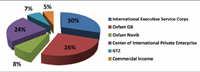 5%
7%
30%
24%
8%
26%
International Executive Service Corps
Oxfam GB
Oxfam Novib
Center of International Private Enterprise
GTZ
Commercial Income